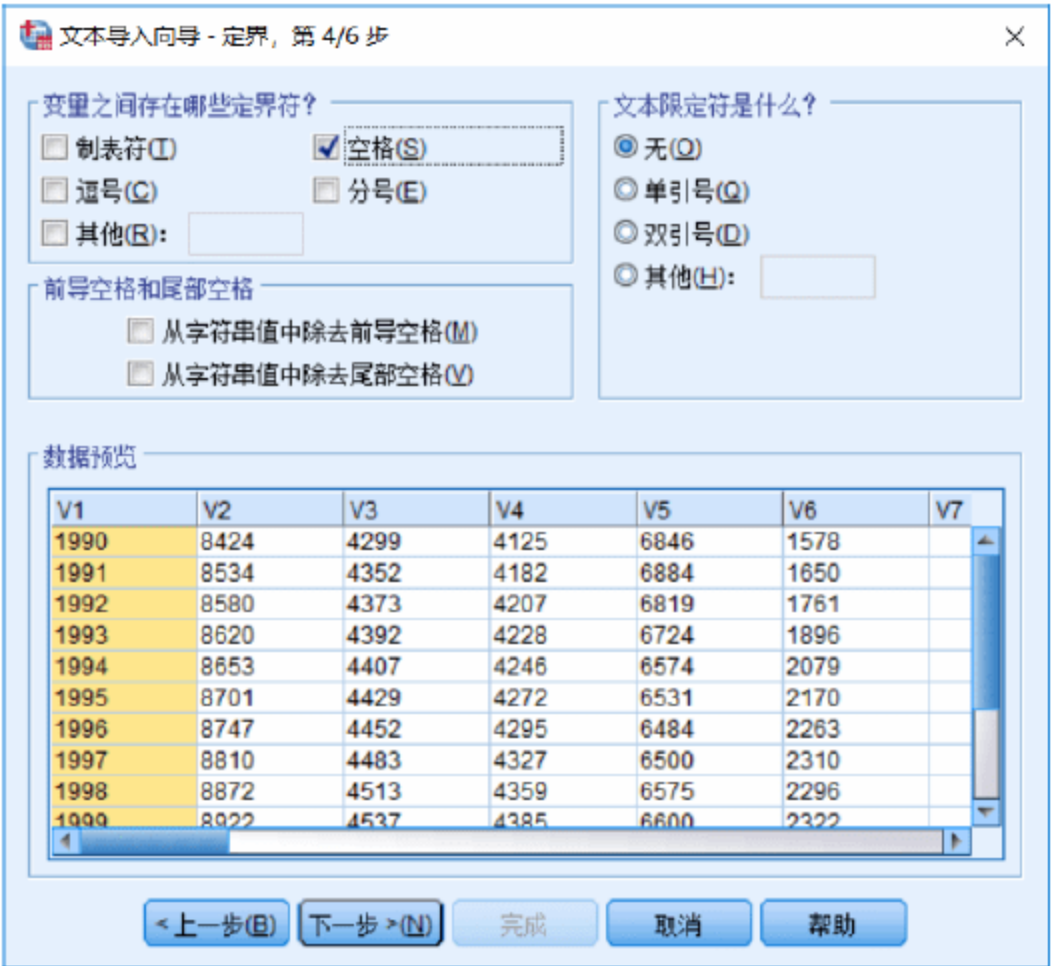 文本导入向导 - 定界，第 4/6 步
变量之间存在哪些定界符？
制表符(T) 空格(S)
逗号(C) 分号(E)
其他(R)：
前导空格和尾部空格
从字符串值中除去前导空格(M)
从字符串值中除去尾部空格(V)
文本限定符是什么？
无(O)
单引号(Q)
双引号(D)
其他(H)：
数据预览
V1 V2 V3 V4 V5 V6 V7
1990 8424 4299 4125 6846 1578
1991 8534 4352 4182 6884 1650
1992 8580 4373 4207 6819 1761
1993 8620 4392 4228 6724 1896
1994 8653 4407 4246 6574 2079
1995 8701 4429 4272 6531 2170
1996 8747 4452 4295 6484 2263
1997 8810 4483 4327 6500 2310
1998 8872 4513 4359 6575 2296
1999 8922 4537 4385 6600 2322
<上一步(B) 下一步 >(N) 完成 取消 帮助